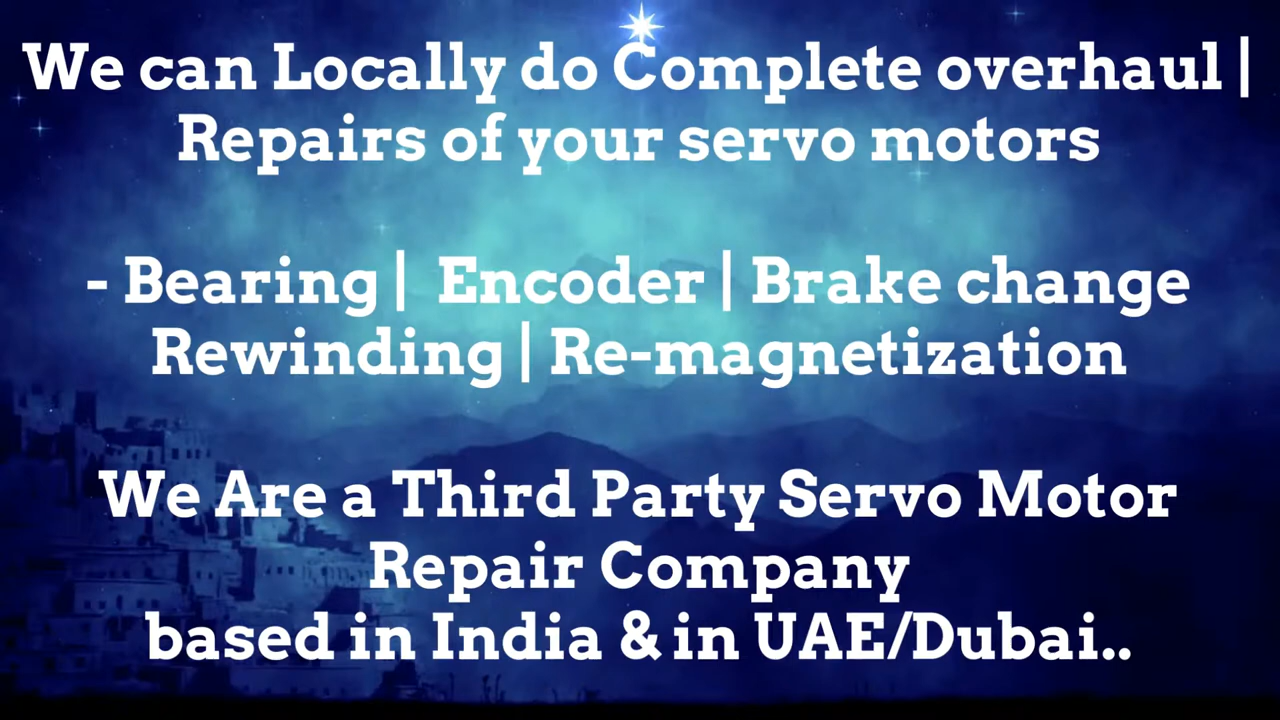 We can Locally do Complete overhaul |
Repairs of your servo motors
- Bearing | Encoder | Brake change
Rewinding | Re-magnetization
We Are a Third Party Servo Motor
Repair Company
based in India & in UAE/Dubai..